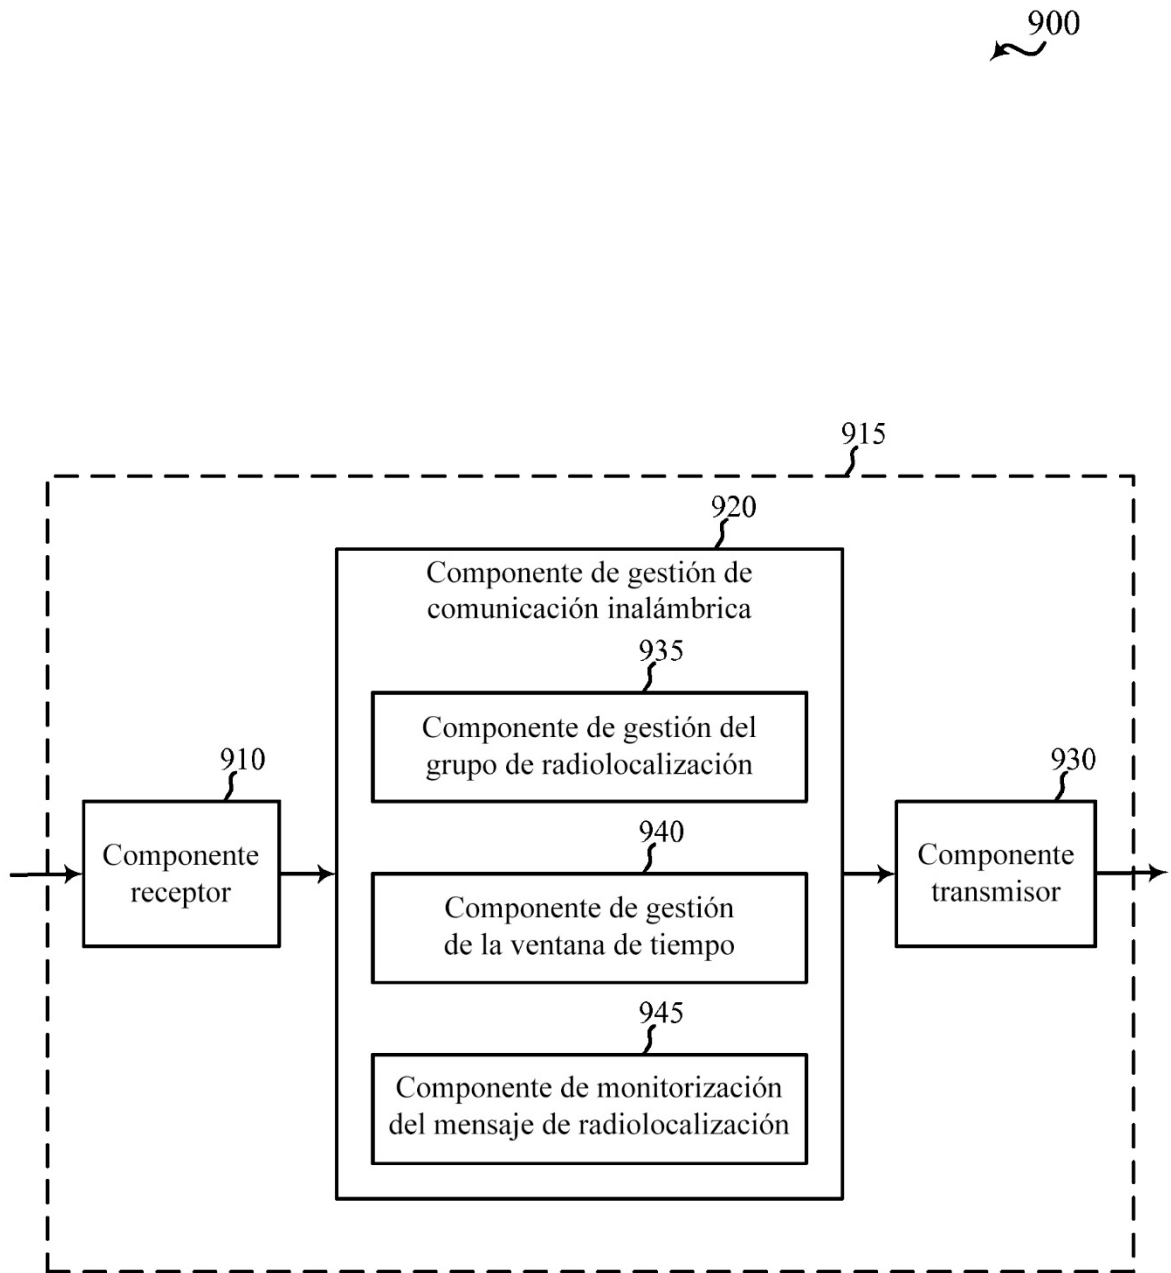 900
915
920
Componente de gestión de
comunicación inalámbrica
935
Componente de gestión del
grupo de radiolocalización
910
Componente
receptor
940
Componente de gestión
de la ventana de tiempo
930
Componente
transmisor
945
Componente de monitorización
del mensaje de radiolocalización